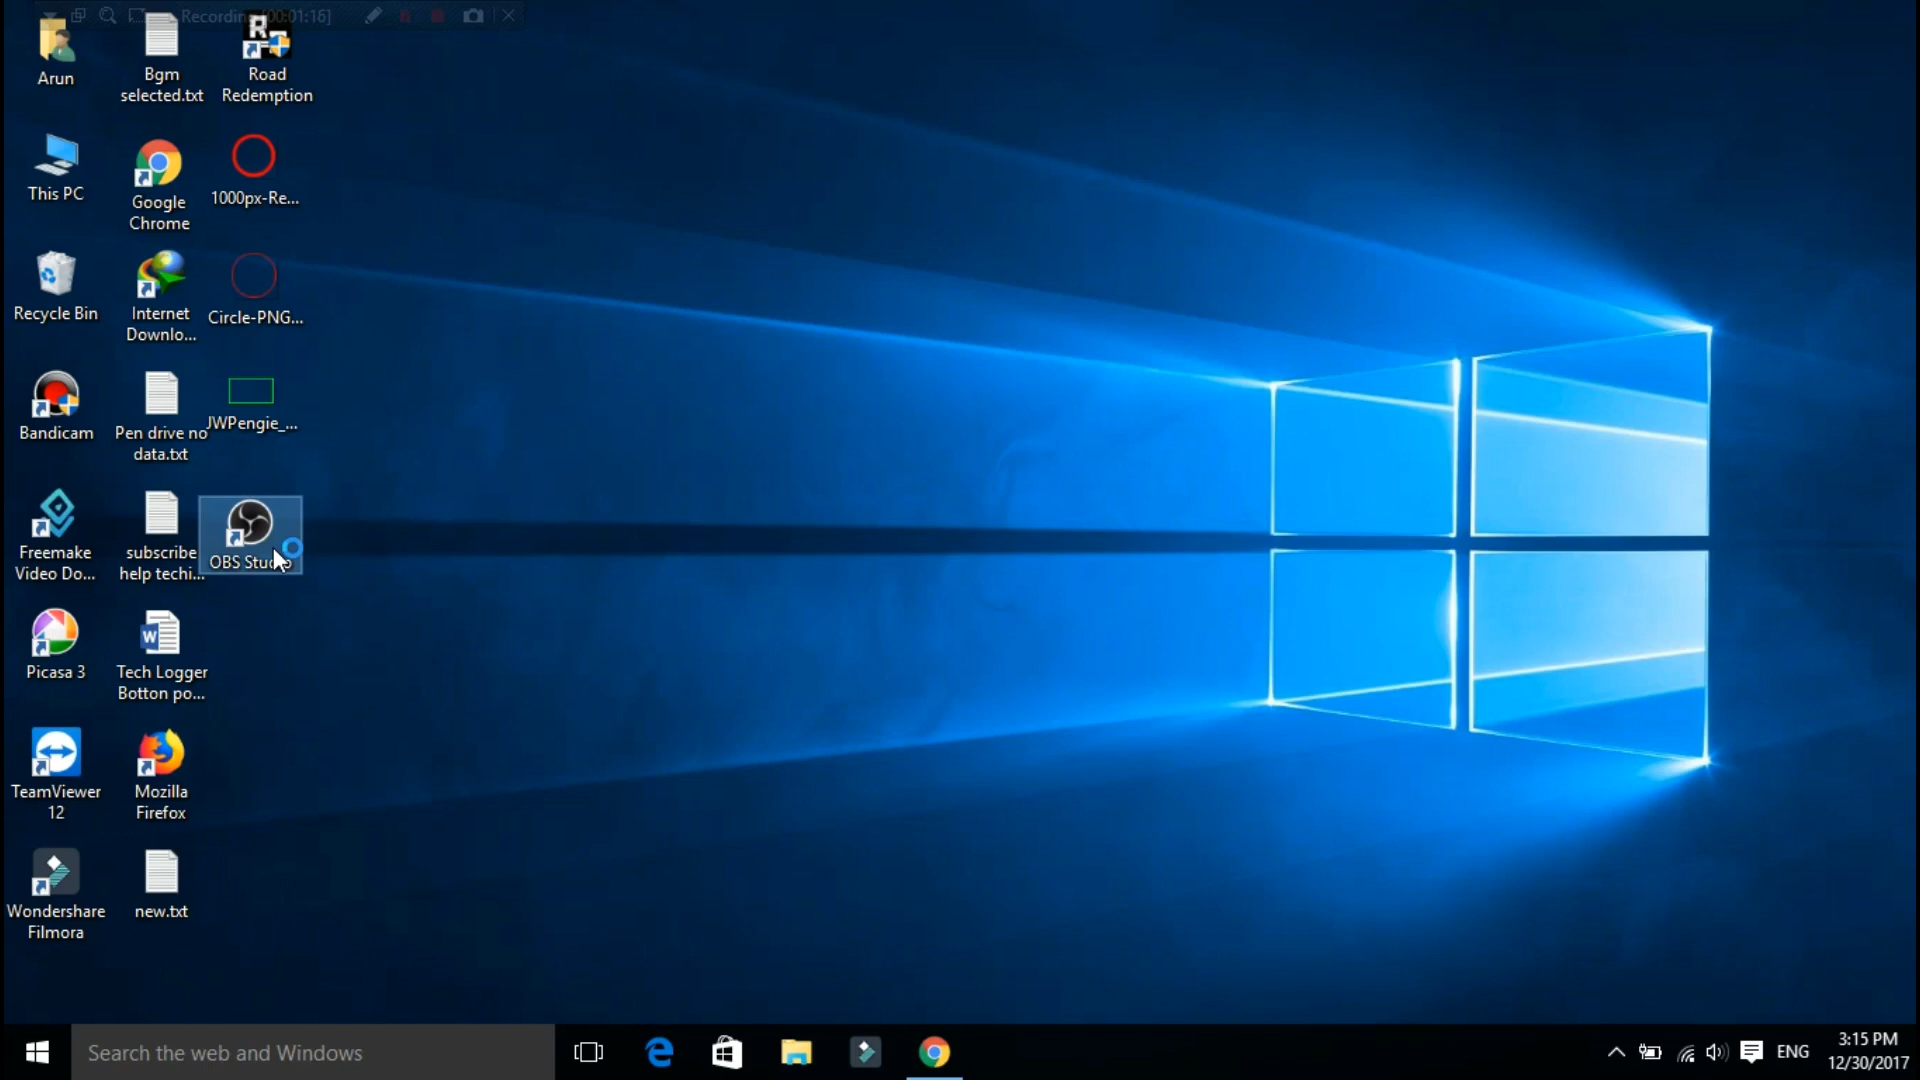 Recording [00:01:16]
Arun
Bgm
selected.txt
Road
Redemption
This PC
Google
Chrome
1000px-Re...
Recycle Bin
Internet
Downlo...
Circle-PNG...
Bandicam
Pen drive no
data.txt
JWPengie_...
Freemake
Video Do...
subscribe
help techi...
OBS Studio
Picasa 3
Tech Logger
Botton po...
TeamViewer
12
Mozilla
Firefox
Wondershare
Filmora
new.txt
Search the web and Windows
ENG
3:15 PM
12/30/2017